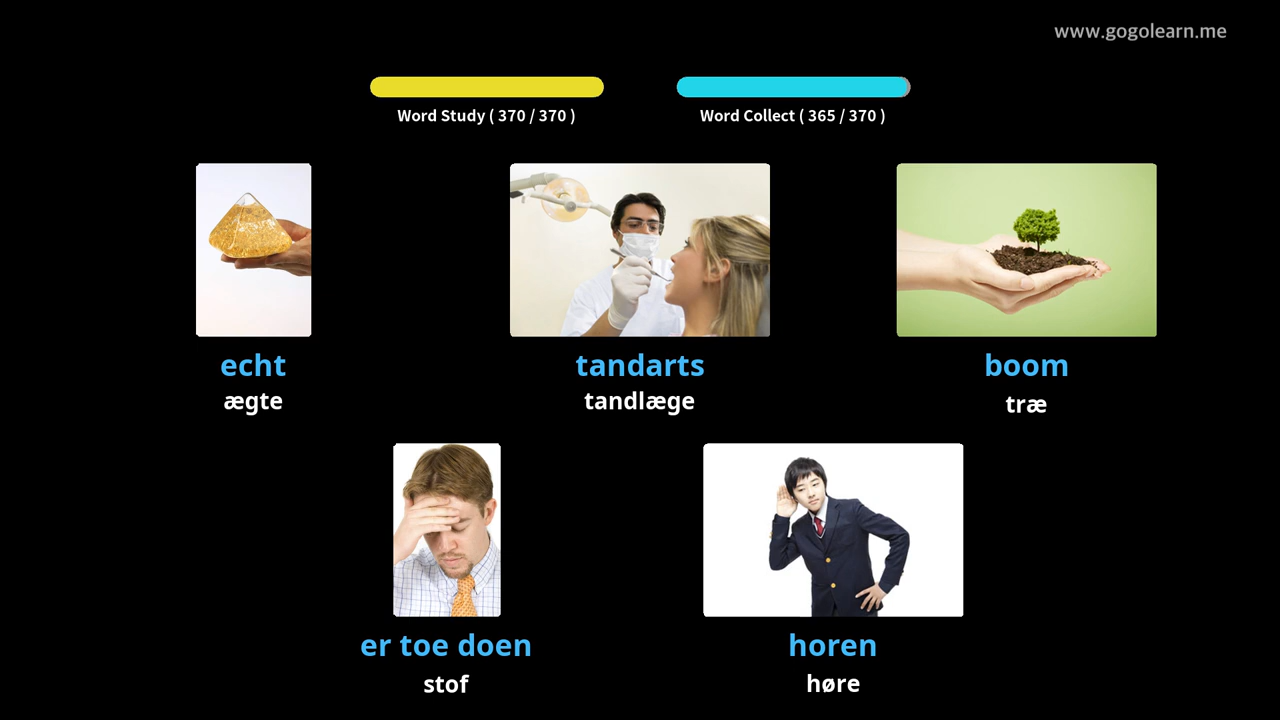 www.gogolearn.me
Word Study ( 370 / 370 )
Word Collect ( 365 / 370 )
echt
ægte
tandarts
tandlæge
boom
træ
er toe doen
stof
horen
høre